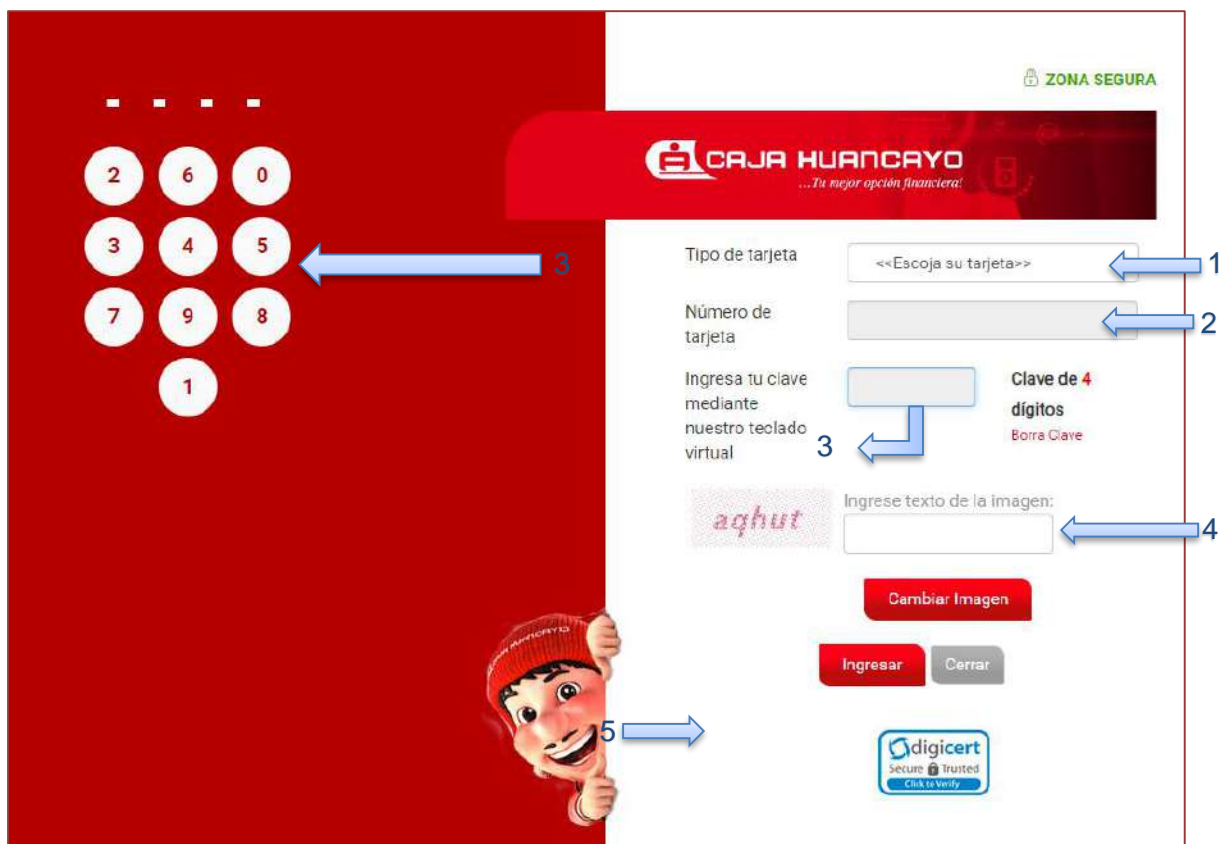 ZONA SEGURA
2 6 0
3 4 5
7 9 8
1
3
CAJA HUANCAYO
...Tu mejor opción financiera!
Tipo de tarjeta
<<Escoja su tarjeta>>
1
Número de
tarjeta
2
Ingresa tu clave
mediante
nuestro teclado
virtual
3
Clave de 4
dígitos
Borra Clave
aqhut
Ingrese texto de la imagen:
4
Cambiar Imagen
Ingresar
Cerrar
CAJA HUANCAYO
5
digicert
Secure Trusted
Click to Verify